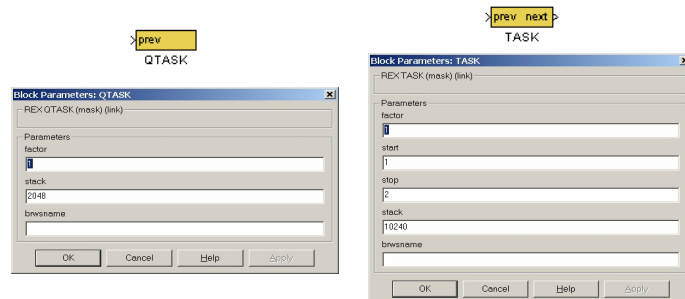 prev
QTASK
Block Parameters: QTASK
REX QTASK (mask) (link)
Parameters
factor
1
stack
2048
brwsname
OK Cancel Help Apply
prev next
TASK
Block Parameters: TASK
REX TASK (mask) (link)
Parameters
factor
1
start
1
stop
2
stack
10240
brwsname
OK Cancel Help Apply